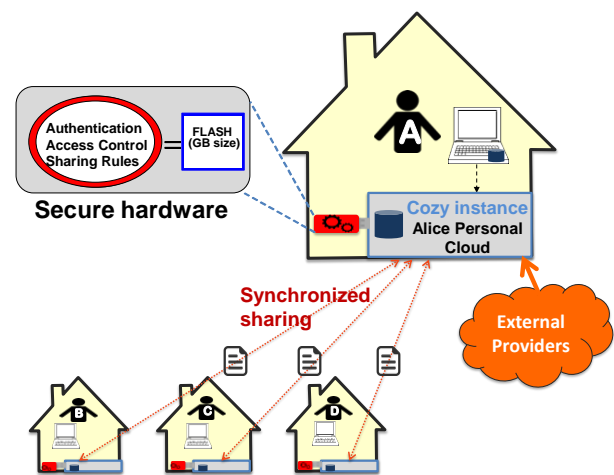 A
Authentication
Access Control
Sharing Rules
=
FLASH
(GB size)
Secure hardware
Cozy instance
Alice Personal
Cloud
Synchronized
sharing
External
Providers
B
C
D